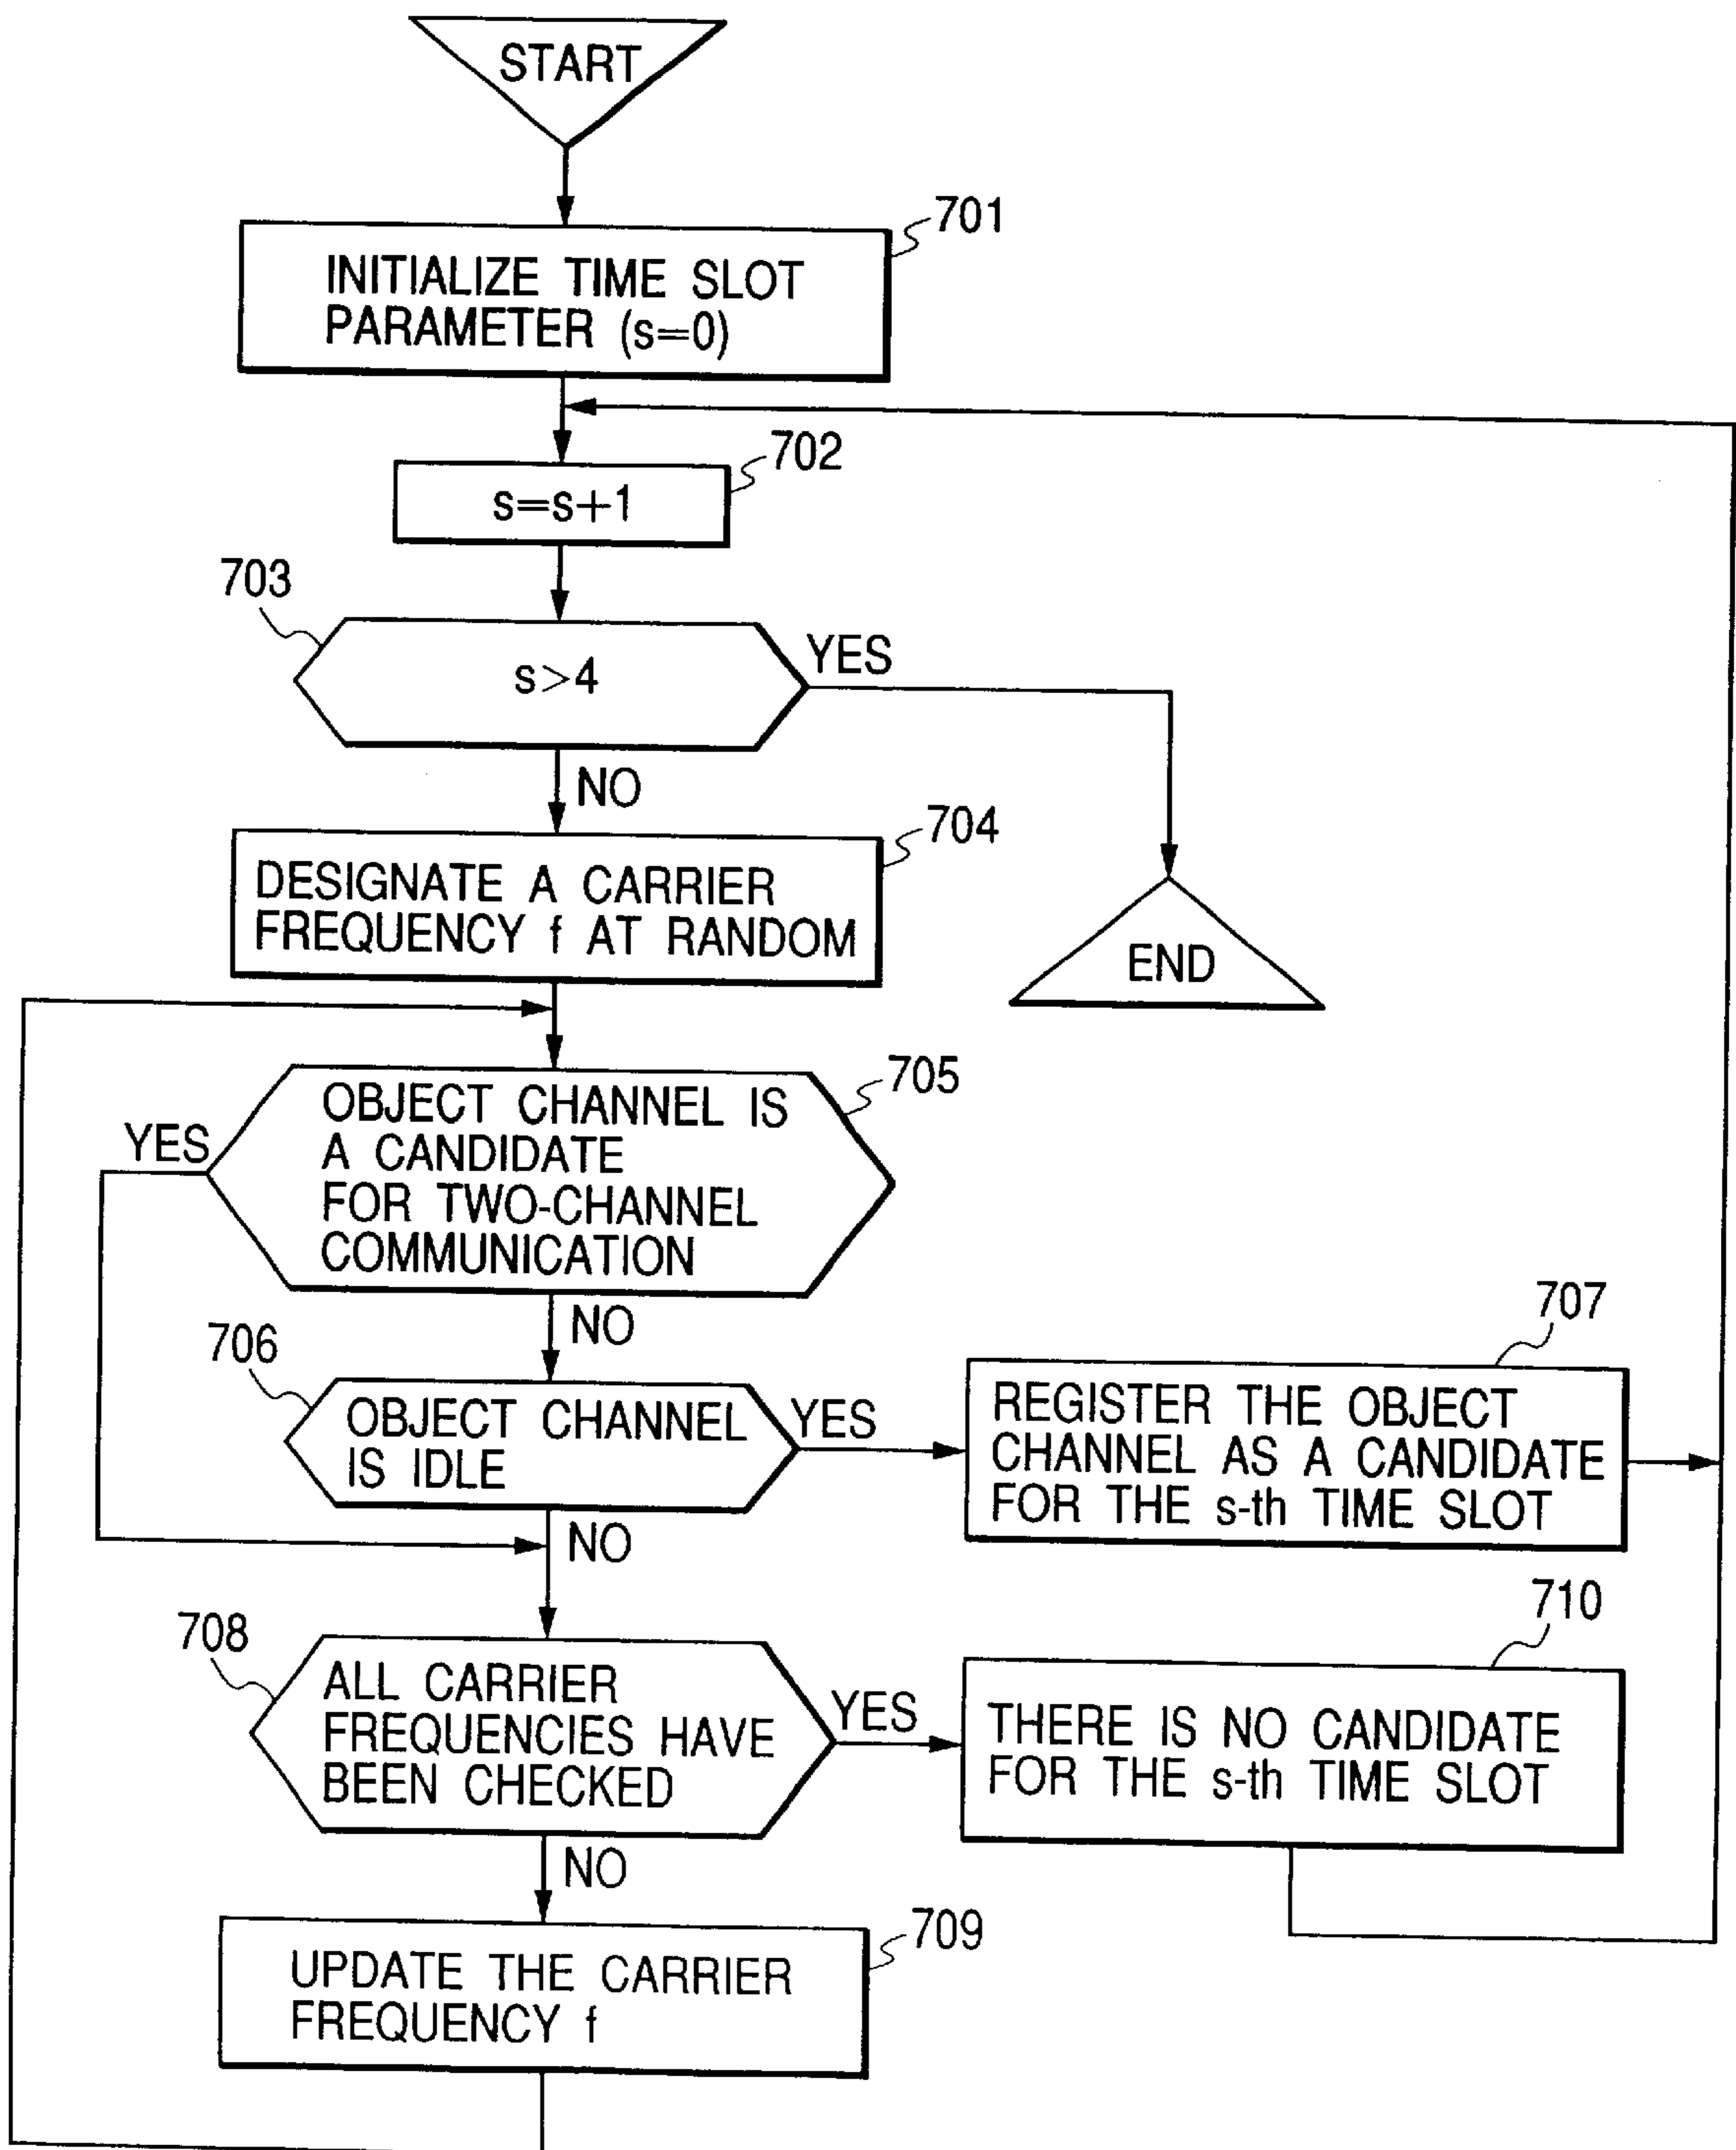 START
701
INITIALIZE TIME SLOT
PARAMETER (s=0)
702
s=s+1
703
s>4
YES
NO
704
DESIGNATE A CARRIER
FREQUENCY f AT RANDOM
END
705
OBJECT CHANNEL IS
A CANDIDATE
FOR TWO-CHANNEL
COMMUNICATION
YES
NO
706
OBJECT CHANNEL
IS IDLE
YES
707
REGISTER THE OBJECT
CHANNEL AS A CANDIDATE
FOR THE s-th TIME SLOT
NO
708
ALL CARRIER
FREQUENCIES HAVE
BEEN CHECKED
YES
710
THERE IS NO CANDIDATE
FOR THE s-th TIME SLOT
NO
709
UPDATE THE CARRIER
FREQUENCY f